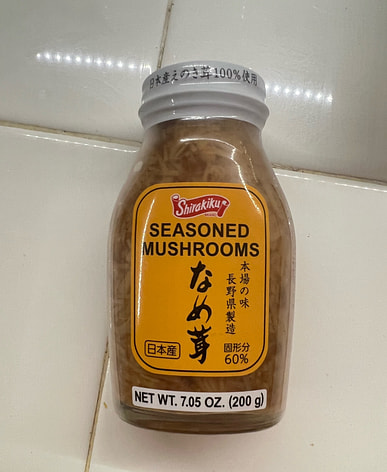 日本産えのき茸100%使用
Shirakiku
SEASONED
MUSHROOMS
なめ茸
本場の味
長野県製造
日本産
固形分
60%
NET WT. 7.05 OZ. (200 g)